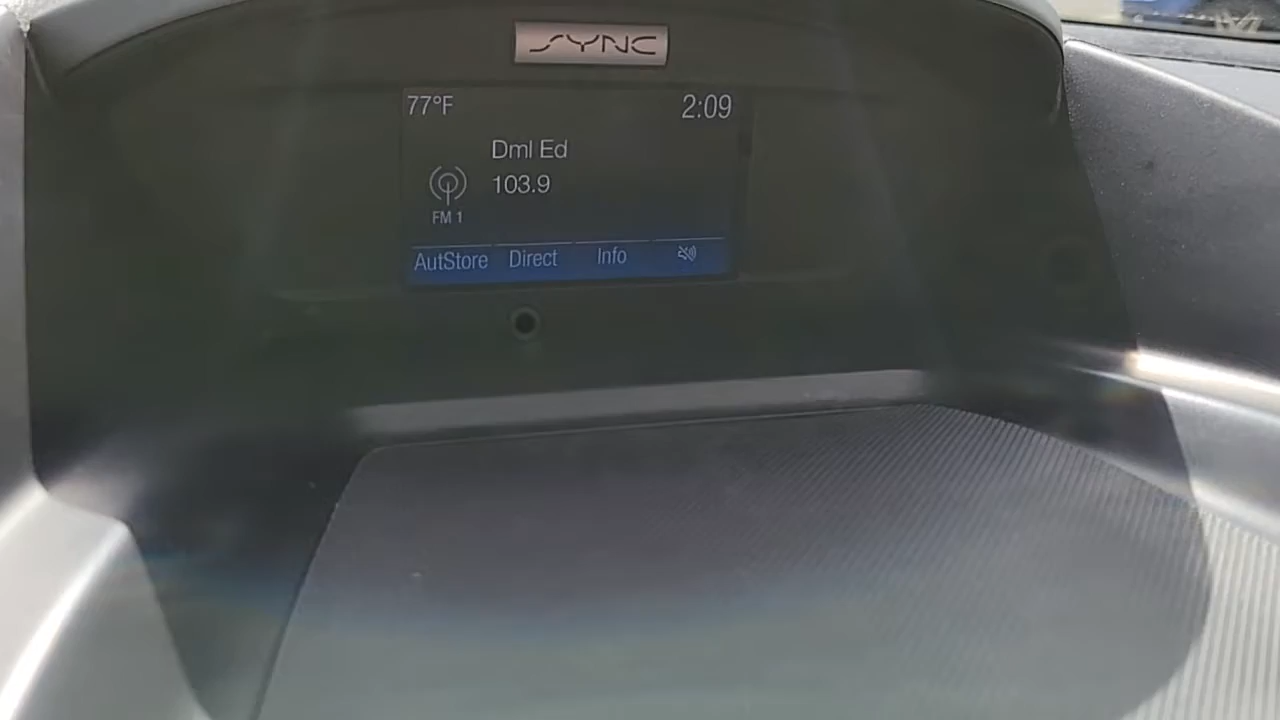 SYNC
77°F
2:09
Dml Ed
103.9
FM 1
AutStore Direct Info